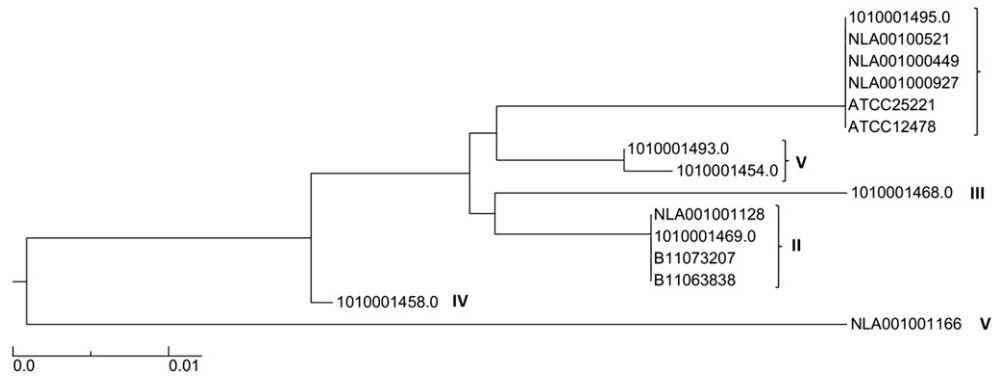 1010001495.0
NLA00100521
NLA001000449
NLA001000927
ATCC25221
ATCC12478
1010001493.0
1010001454.0 V
1010001468.0 III
NLA001001128
1010001469.0 II
B11073207
B11063838
1010001458.0 IV
NLA001001166 V
0.0 0.01